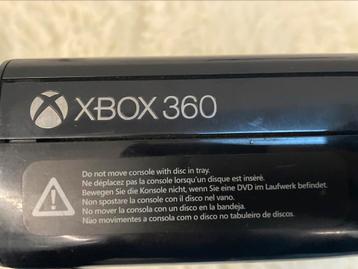 XBOX 360
Do not move console with disc in tray.
Ne déplacez pas la console lorsqu'un disque est inséré.
Bewegen Sie die Konsole nicht, wenn Sie eine DVD im Laufwerk befindet.
Non spostare la console con il disco nel vano.
No mover la consola con un disco en la bandeja.
Não movimentes a consola com o disco no tabuleiro de discos.